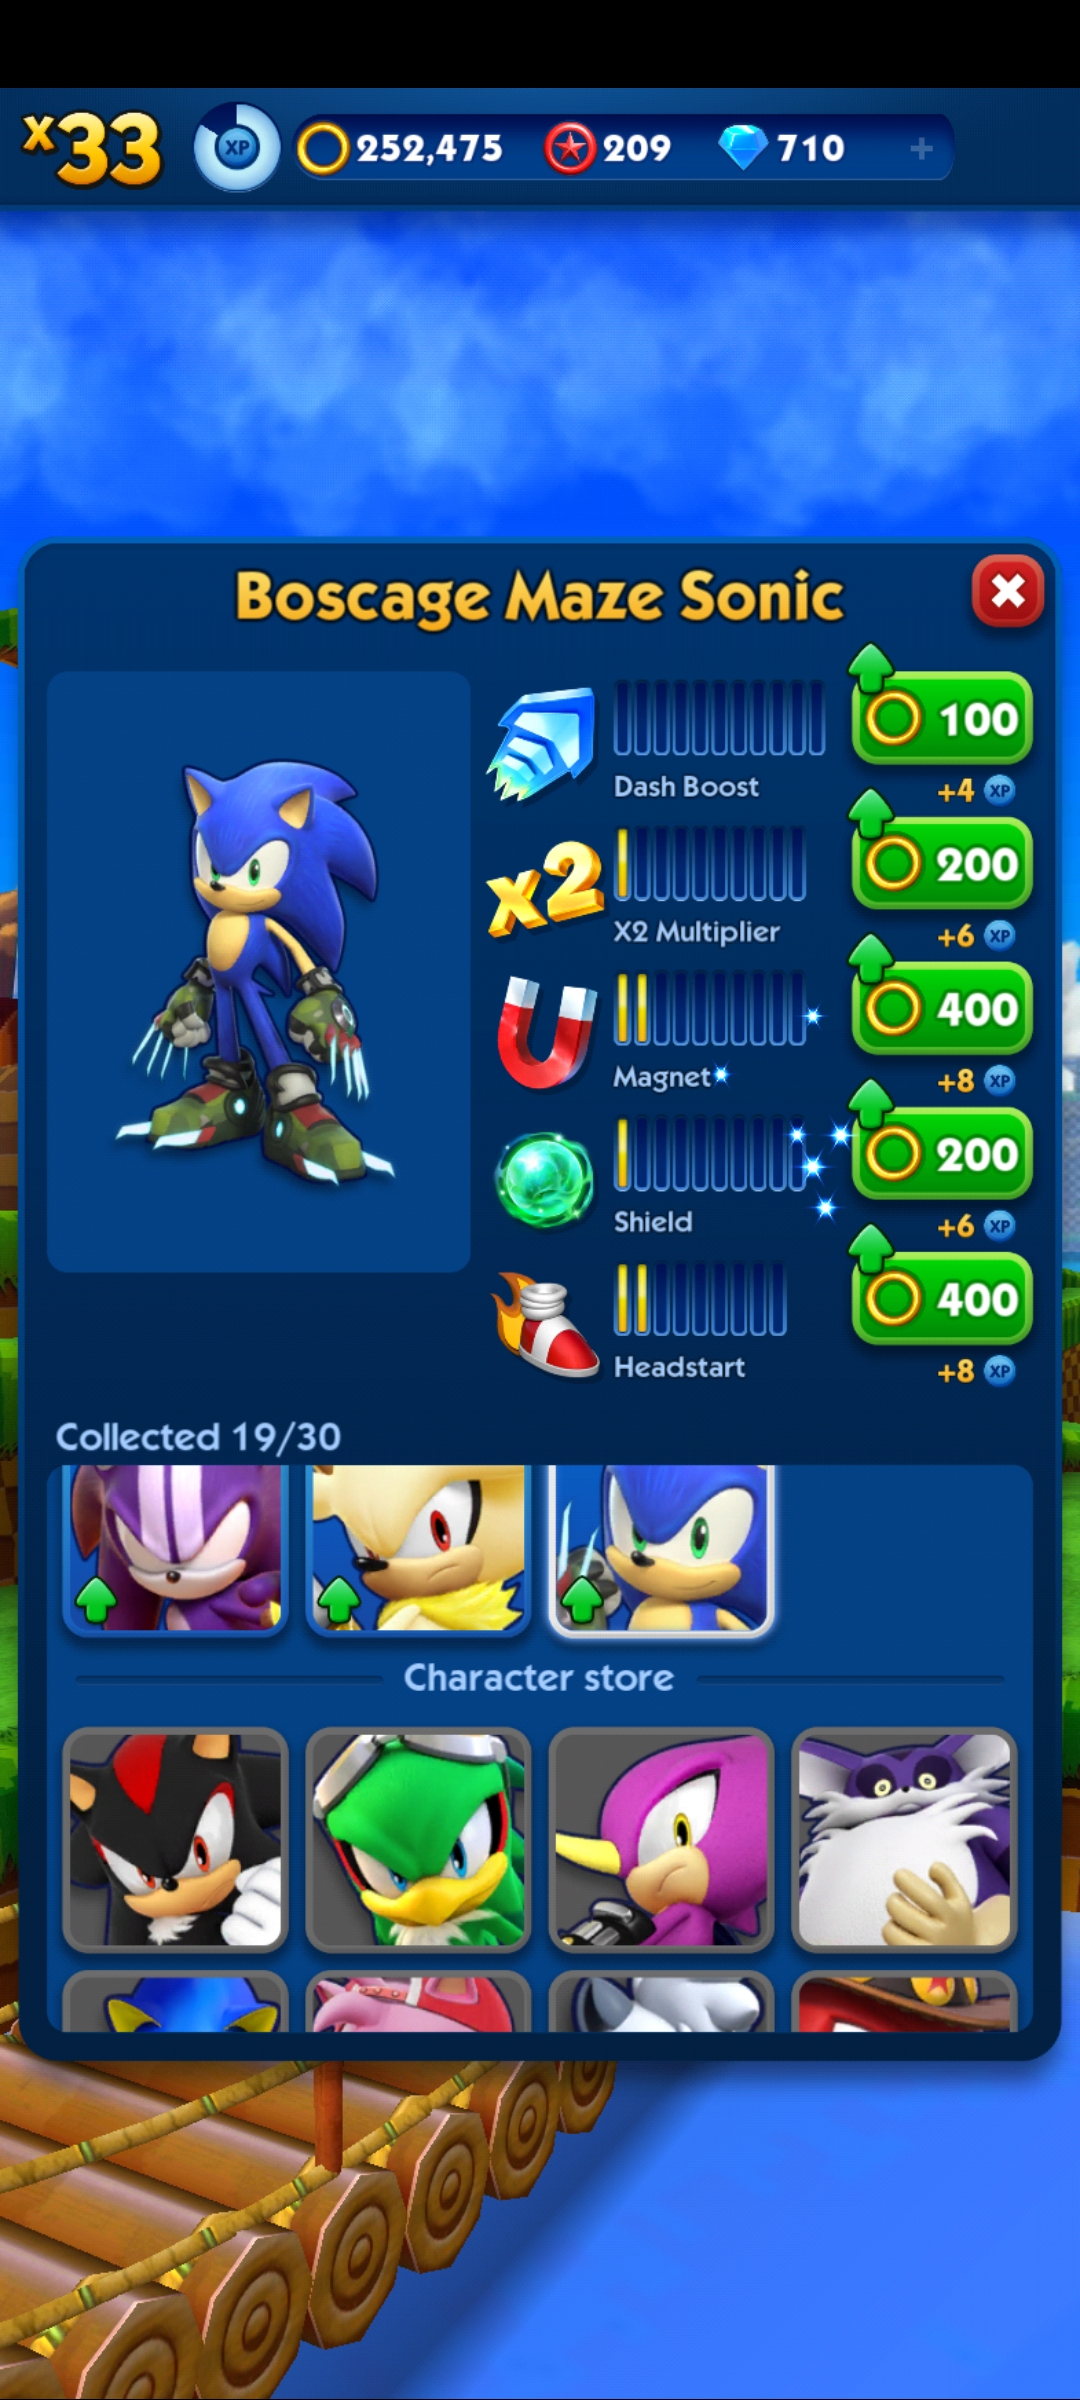 x33
XP
252,475
209
710
+
Boscage Maze Sonic
100
Dash Boost
+4 XP
x2
200
X2 Multiplier
+6 XP
400
Magnet
+8 XP
200
Shield
+6 XP
400
Headstart
+8 XP
Collected 19/30
Character store